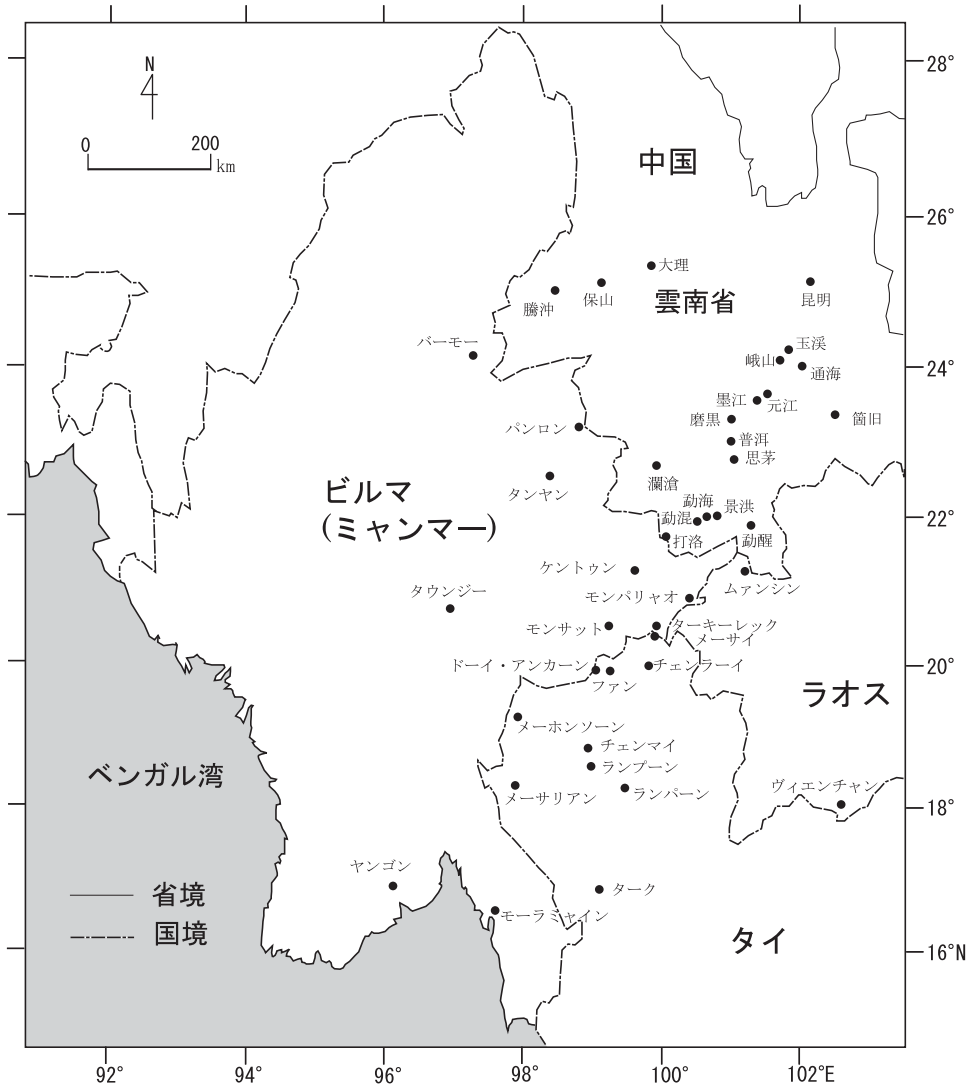 N
0 200
km
28°
26°
24°
22°
20°
18°
16°N
中国
雲南省
大理
保山
騰沖
昆明
バーモー
玉溪
峨山
通海
墨江
元江
箇旧
磨黒
普洱
思茅
パンロン
瀾滄
タンヤン
ビルマ
(ミャンマー)
勐海
景洪
勐混
打洛
勐醒
ケントゥン
ムァンシン
タウンジー
モンパリャオ
モンサット
ターキーレック
メーサイ
ドーイ・アンカーン
チェンラーイ
ファン
ラオス
メーホンソーン
チェンマイ
ランプーン
メーサリアン
ランパーン
ヴィエンチャン
ベンガル湾
ヤンゴン
ターク
モーラミャイン
タイ
省境
国境
92°
94°
96°
98°
100°
102°E